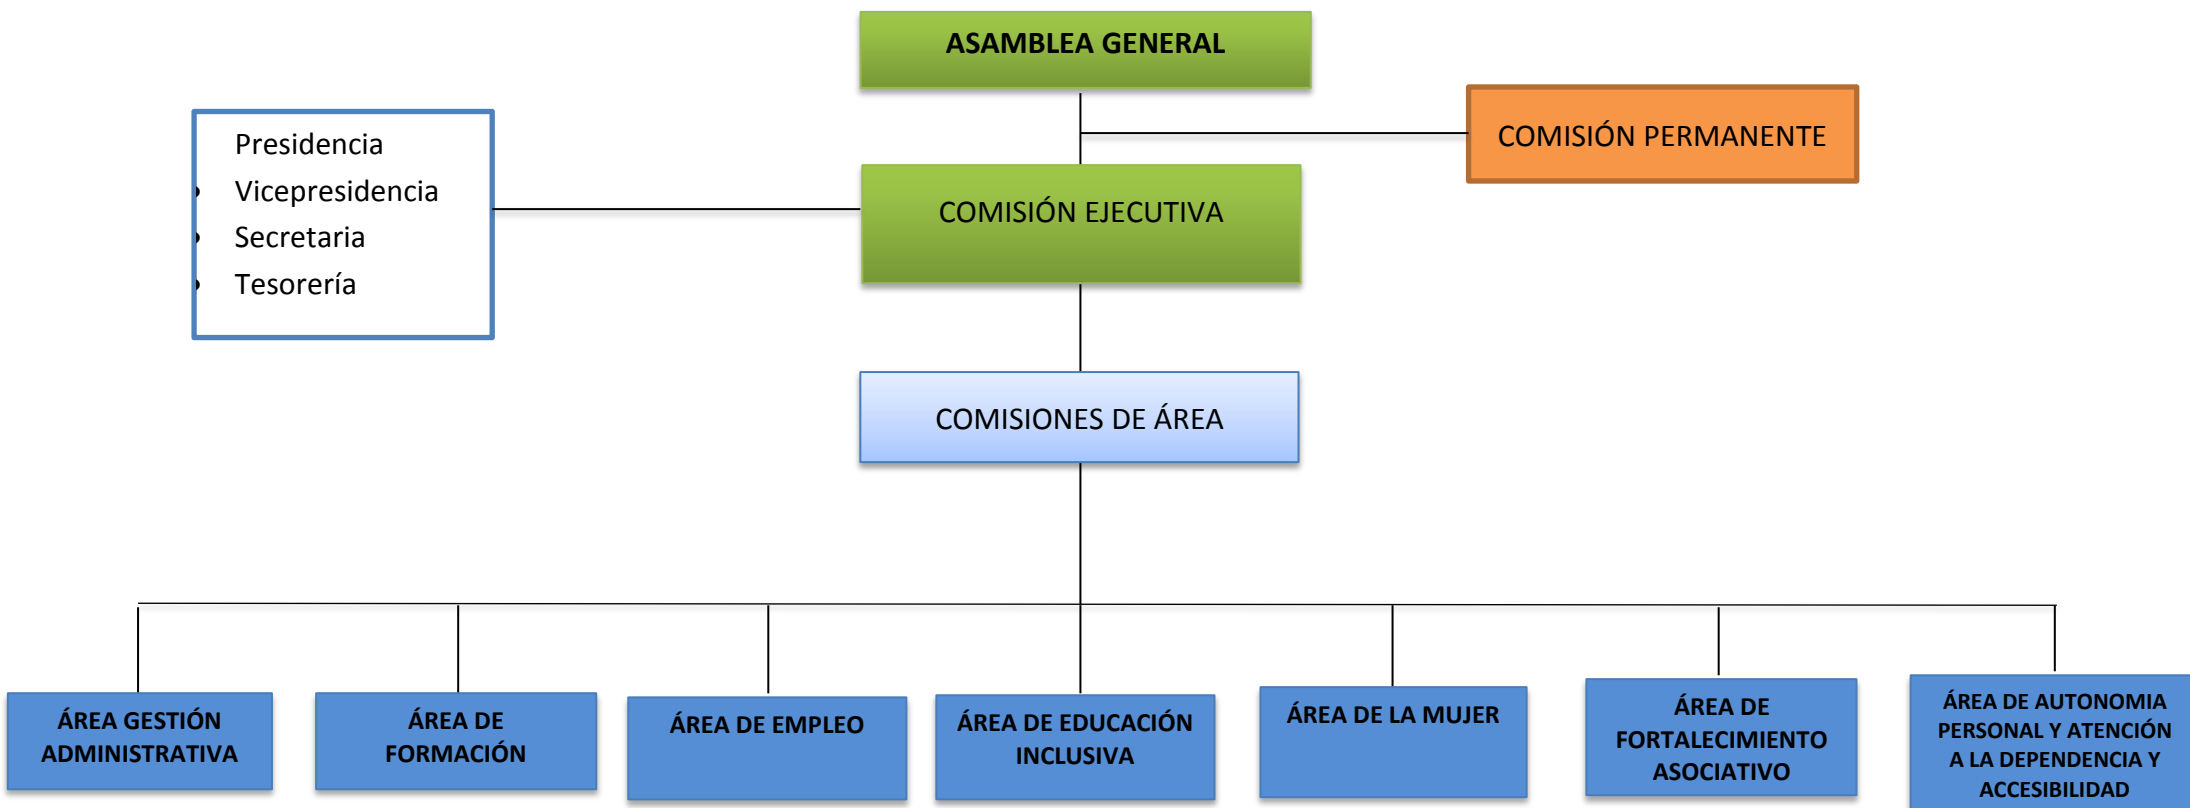 ASAMBLEA GENERAL
COMISIÓN PERMANENTE
Presidencia
• Vicepresidencia
• Secretaria
• Tesorería
COMISIÓN EJECUTIVA
COMISIONES DE ÁREA
ÁREA GESTIÓN
ADMINISTRATIVA
ÁREA DE
FORMACIÓN
ÁREA DE EMPLEO
ÁREA DE EDUCACIÓN
INCLUSIVA
ÁREA DE LA MUJER
ÁREA DE
FORTALECIMIENTO
ASOCIATIVO
ÁREA DE AUTONOMIA
PERSONAL Y ATENCIÓN
A LA DEPENDENCIA Y
ACCESIBILIDAD